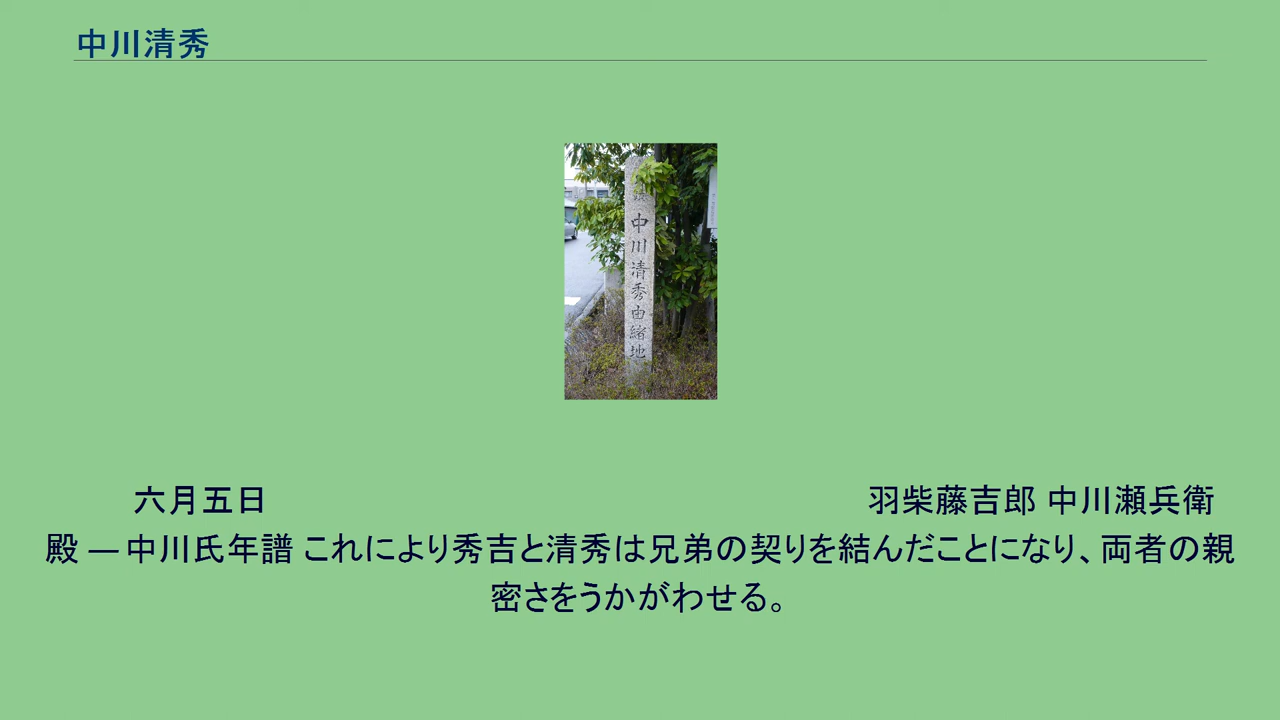 中川清秀
中川清秀由緒地
六月五日 羽柴藤吉郎 中川瀬兵衛
殿 ― 中川氏年譜 これにより秀吉と清秀は兄弟の契りを結んだことになり、両者の親
密さをうかがわせる。